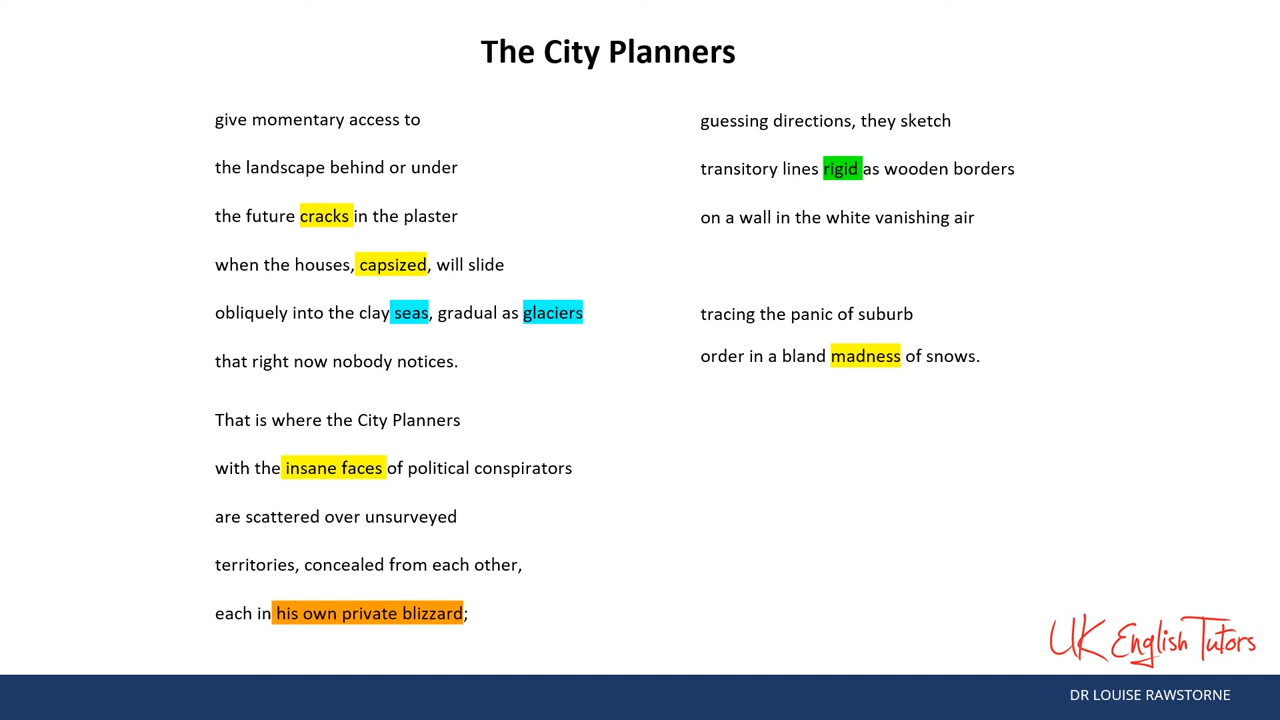 The City Planners
give momentary access to
the landscape behind or under
the future cracks in the plaster
when the houses, capsized, will slide
obliquely into the clay seas, gradual as glaciers
that right now nobody notices.
That is where the City Planners
with the insane faces of political conspirators
are scattered over unsurveyed
territories, concealed from each other,
each in his own private blizzard;
guessing directions, they sketch
transitory lines rigid as wooden borders
on a wall in the white vanishing air
tracing the panic of suburb
order in a bland madness of snows.
UK English Tutors
DR LOUISE RAWSTORNE